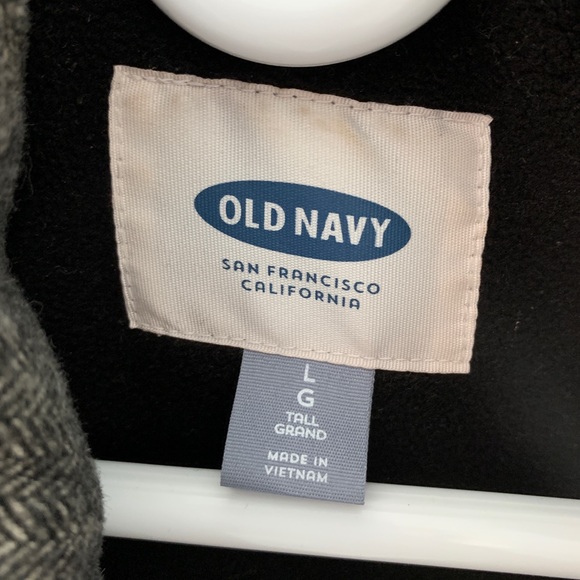 OLD NAVY
SAN FRANCISCO
CALIFORNIA
L
G
TALL
GRAND
MADE IN
VIETNAM